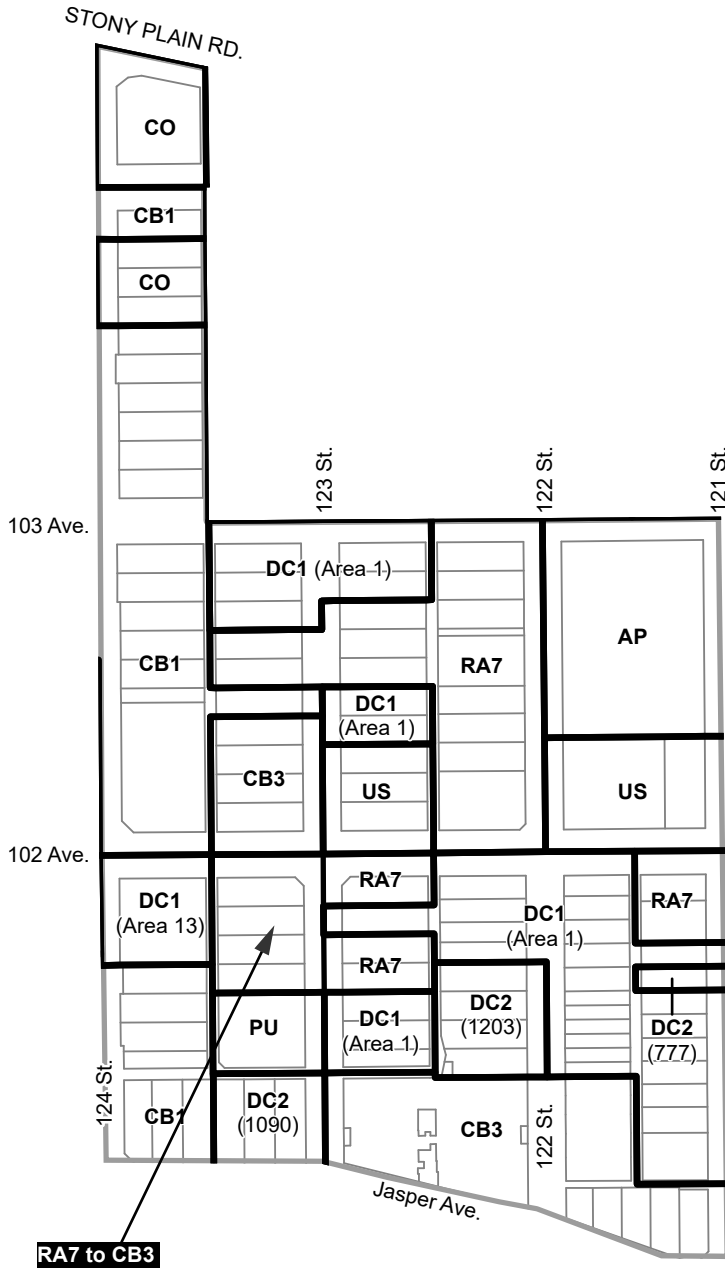 STONY PLAIN RD.
CO
CB1
CO
123 St.
122 St.
121 St.
103 Ave.
DC1 (Area 1)
AP
CB1
RA7
DC1
(Area 1)
CB3
US
US
102 Ave.
RA7
DC1
(Area 13)
DC1
(Area 1)
RA7
RA7
PU
DC1
(Area 1)
DC2
(1203)
DC2
(777)
124 St.
CB1
DC2
(1090)
CB3
122 St.
Jasper Ave.
RA7 to CB3